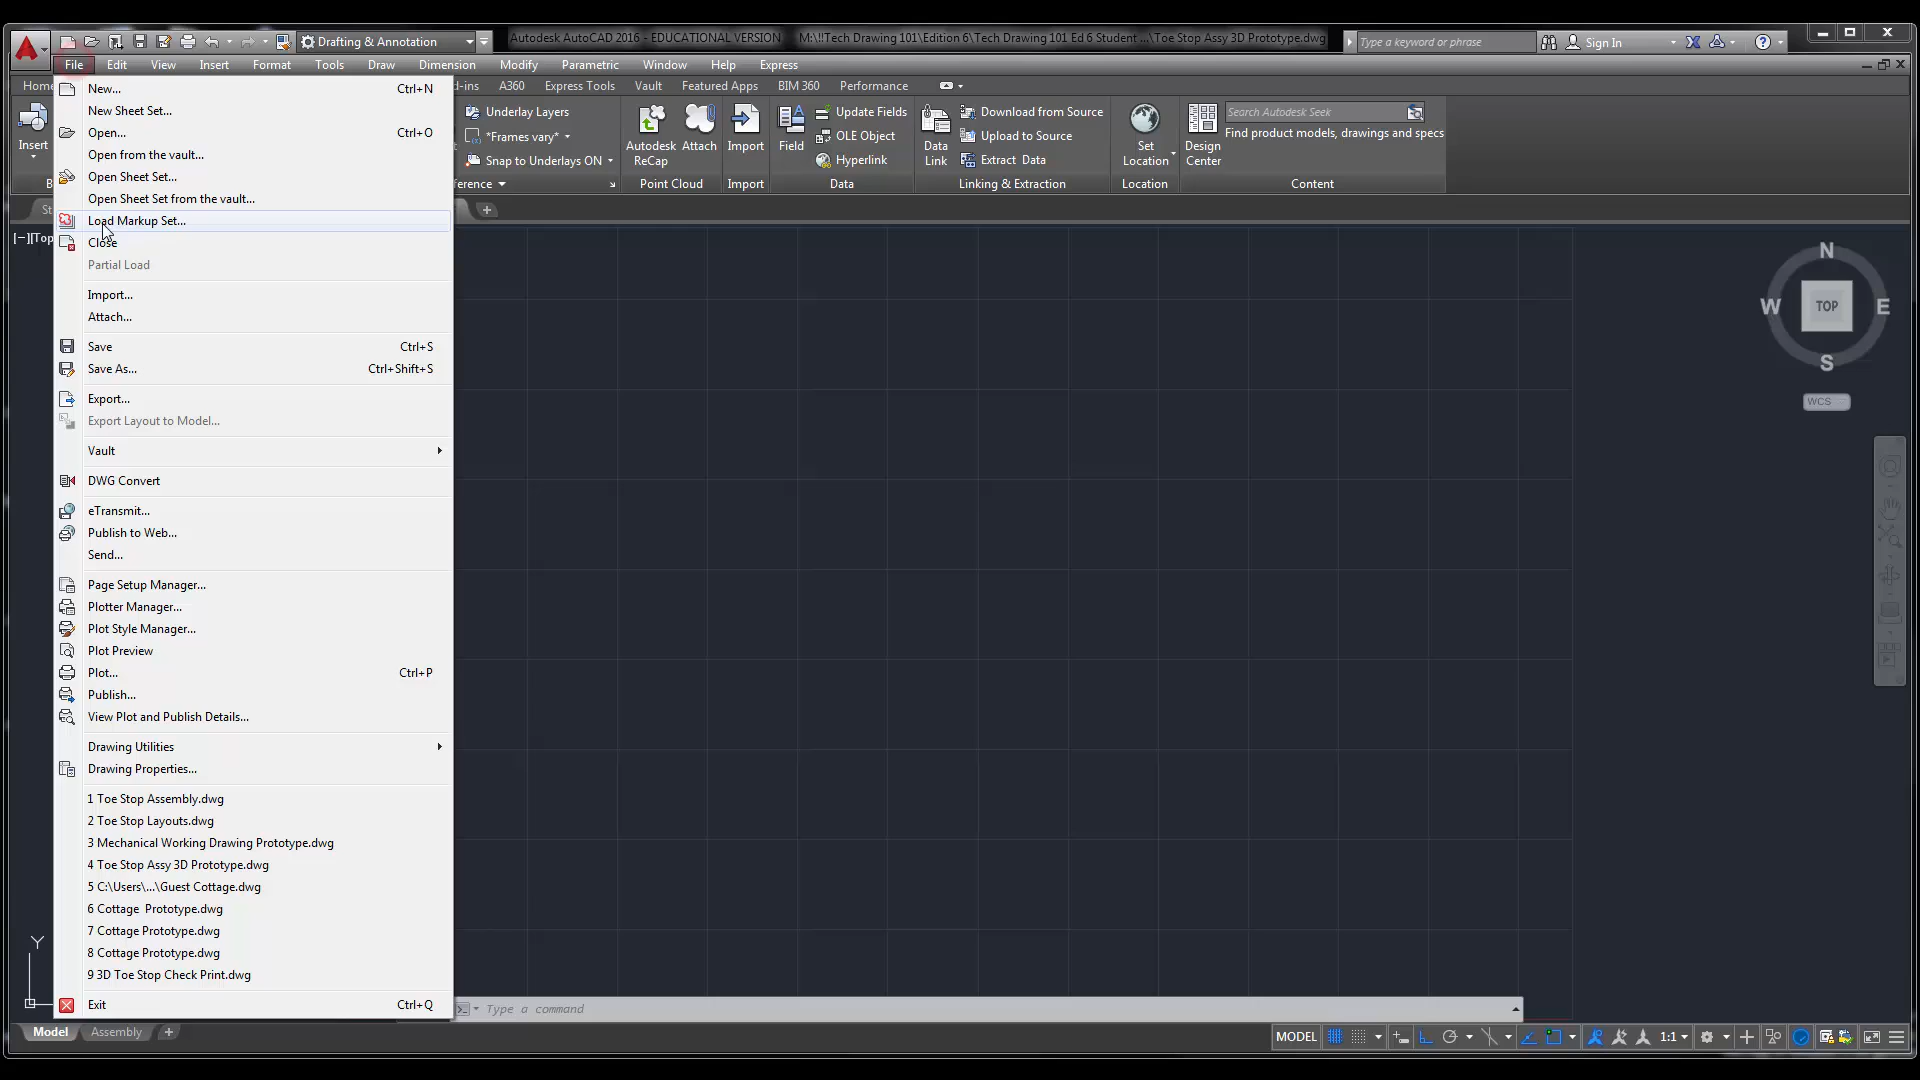 Drafting & Annotation
Autodesk AutoCAD 2016 - EDUCATIONAL VERSION M:\!!Tech Drawing 101\Edition 6\Tech Drawing 101 Ed 6 Student ...\Toe Stop Assy 3D Prototype.dwg
Type a keyword or phrase
Sign In
File Edit View Insert Format Tools Draw Dimension Modify Parametric Window Help Express
A360 Express Tools Vault Featured Apps BIM 360 Performance
Insert
Underlay Layers
*Frames vary*
Snap to Underlays ON
Autodesk ReCap
Attach
Point Cloud
Import
Import
Field
Update Fields
OLE Object
Hyperlink
Data
Data Link
Download from Source
Upload to Source
Extract Data
Linking & Extraction
Set Location
Location
Design Center
Search Autodesk Seek
Find product models, drawings and specs
Content
[−][Top
New... Ctrl+N
New Sheet Set...
Open... Ctrl+O
Open from the vault...
Open Sheet Set...
Open Sheet Set from the vault...
Load Markup Set...
Close
Partial Load
Import...
Attach...
Save Ctrl+S
Save As... Ctrl+Shift+S
Export...
Export Layout to Model...
Vault
DWG Convert
eTransmit...
Publish to Web...
Send...
Page Setup Manager...
Plotter Manager...
Plot Style Manager...
Plot Preview
Plot... Ctrl+P
Publish...
View Plot and Publish Details...
Drawing Utilities
Drawing Properties...
1 Toe Stop Assembly.dwg
2 Toe Stop Layouts.dwg
3 Mechanical Working Drawing Prototype.dwg
4 Toe Stop Assy 3D Prototype.dwg
5 C:\Users\...\Guest Cottage.dwg
6 Cottage  Prototype.dwg
7 Cottage Prototype.dwg
8 Cottage Prototype.dwg
9 3D Toe Stop Check Print.dwg
Exit Ctrl+Q
N
W TOP E
S
WCS
Y
Type a command
Model Assembly
MODEL 1:1